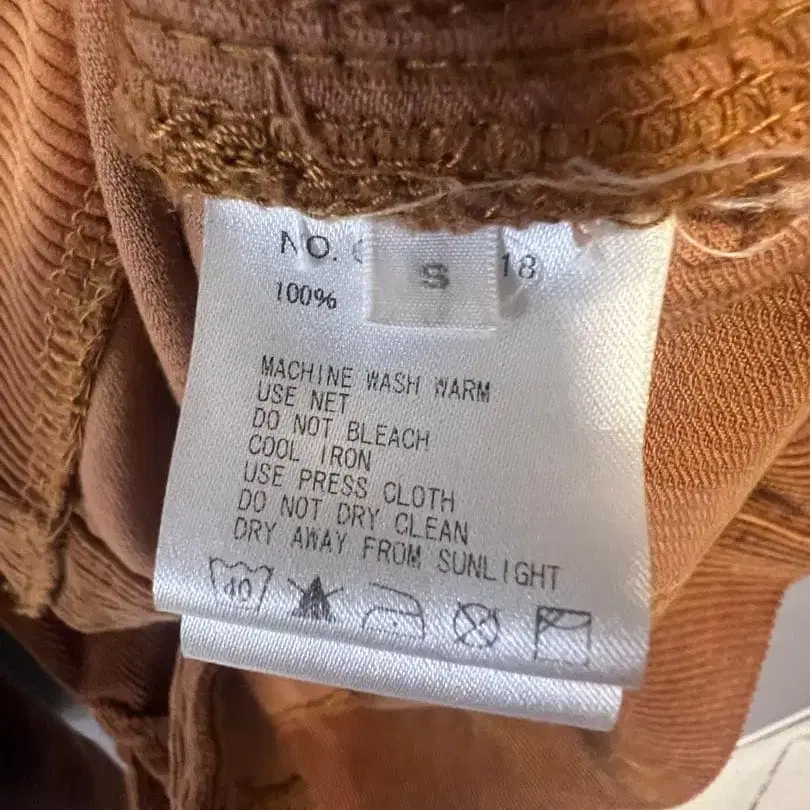 NO. 18
S
100%
MACHINE WASH WARM
USE NET
DO NOT BLEACH
COOL IRON
USE PRESS CLOTH
DO NOT DRY CLEAN
DRY AWAY FROM SUNLIGHT
40